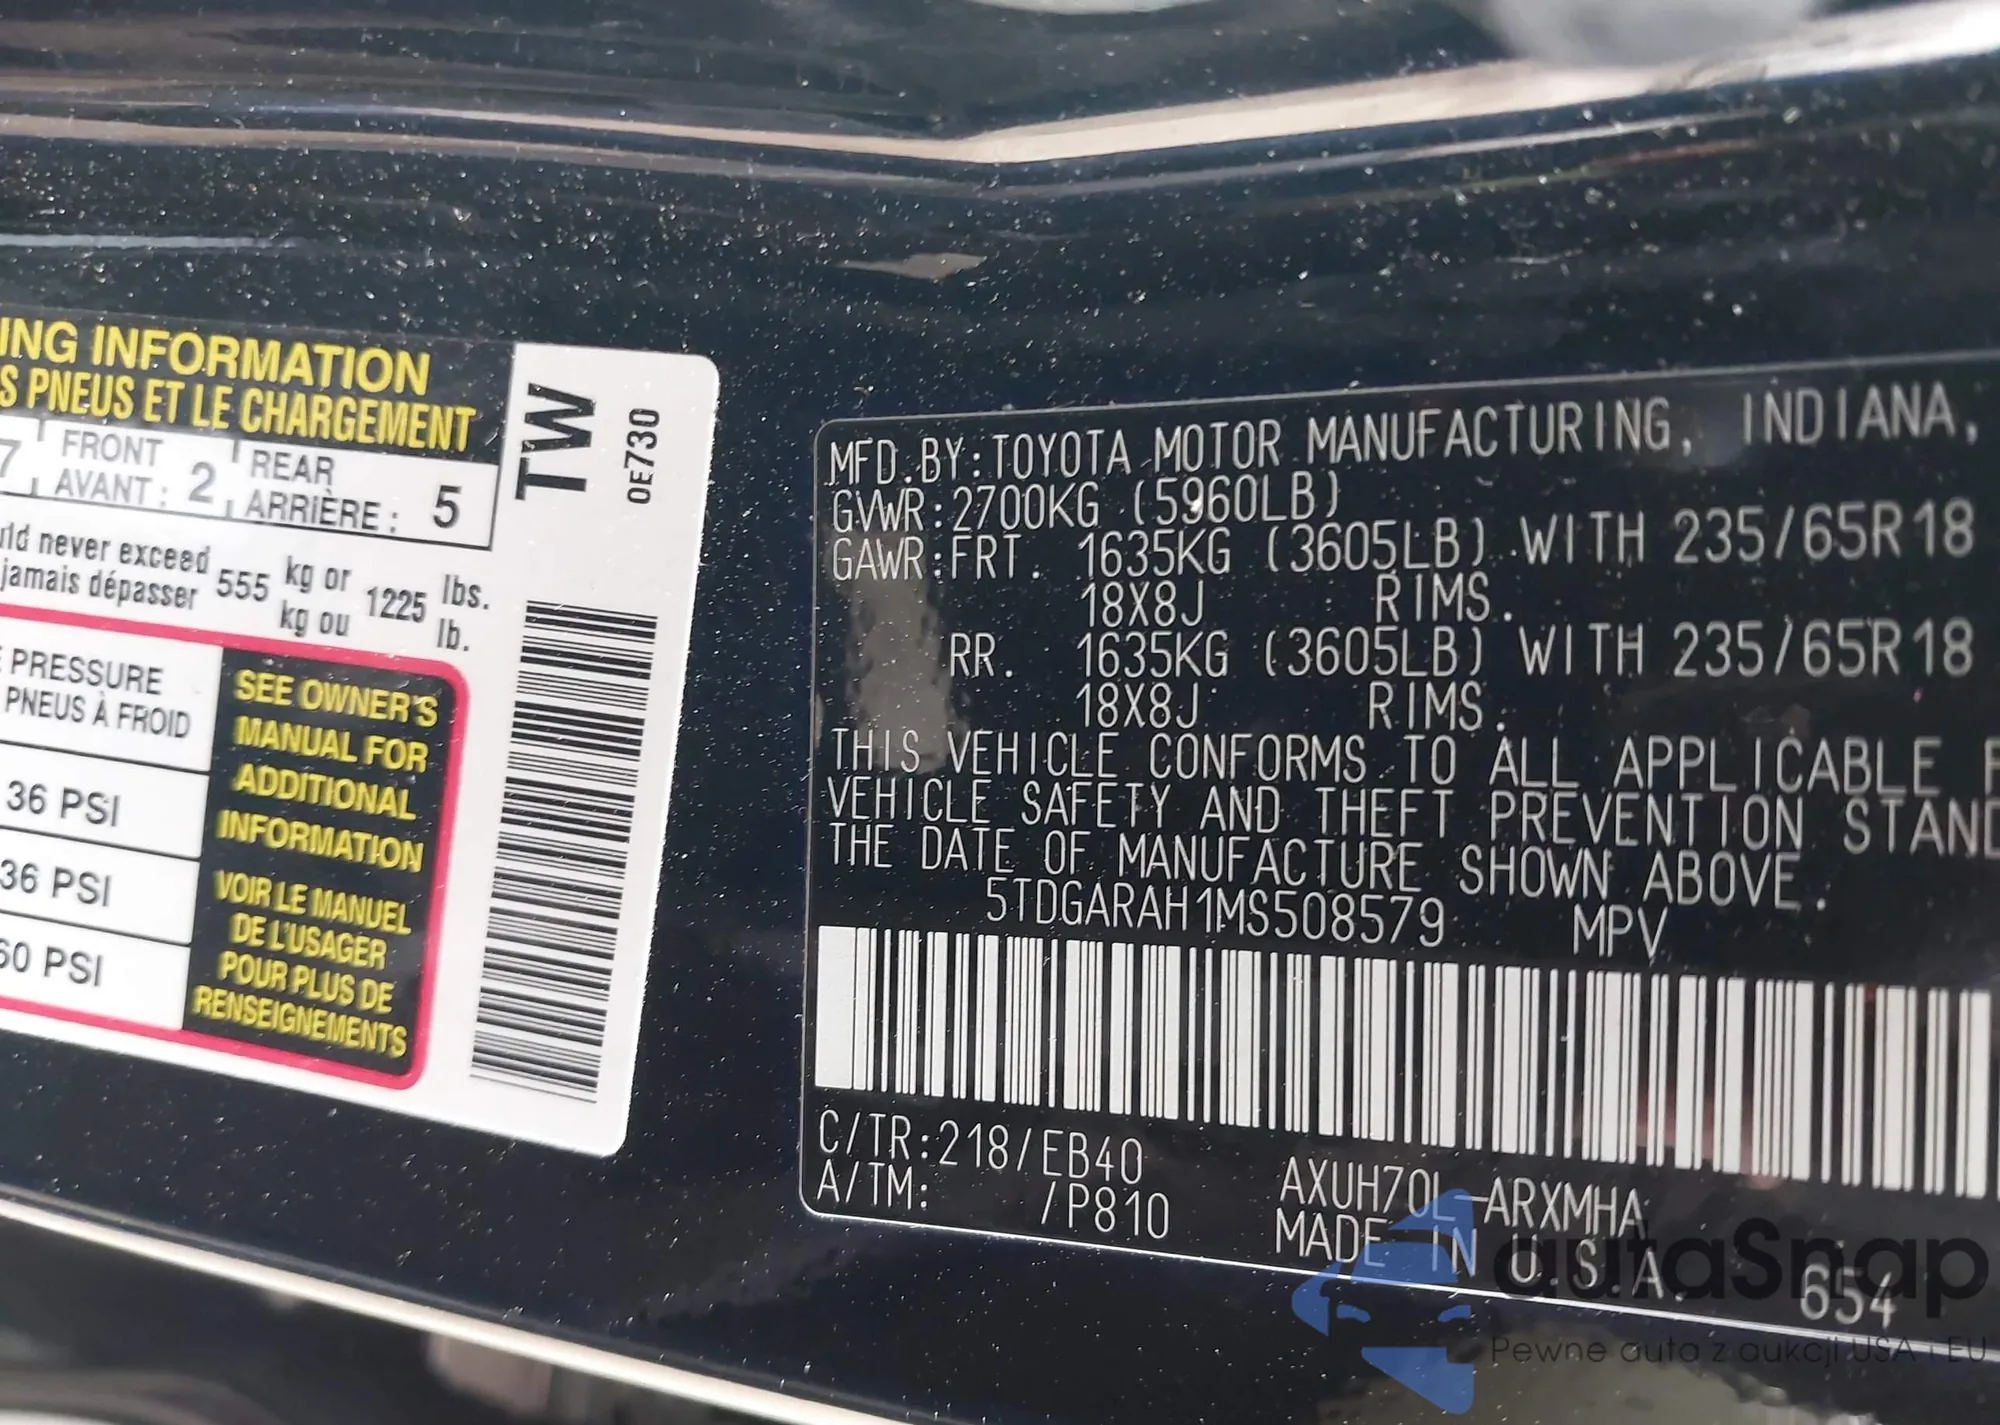 ING INFORMATION
S PNEUS ET LE CHARGEMENT
7 FRONT AVANT : 2 REAR ARRIÈRE : 5
never exceed 555 kg or 1225 lbs.
jamais dépasser kg ou lb.
PRESSURE
PNEUS À FROID
36 PSI
36 PSI
60 PSI
SEE OWNER'S
MANUAL FOR
ADDITIONAL
INFORMATION
VOIR LE MANUEL
DE L'USAGER
POUR PLUS DE
RENSEIGNEMENTS
TW
0E730
MFD.BY:TOYOTA MOTOR MANUFACTURING, INDIANA,
GVWR:2700KG (5960LB)
GAWR:FRT. 1635KG (3605LB) WITH 235/65R18
18X8J RIMS.
RR. 1635KG (3605LB) WITH 235/65R18
18X8J RIMS.
THIS VEHICLE CONFORMS TO ALL APPLICABLE F
VEHICLE SAFETY AND THEFT PREVENTION STAND
THE DATE OF MANUFACTURE SHOWN ABOVE.
5TDGARAH1MS508579 MPV
C/TR:218/EB40 AXUH70L-ARXMHA
A/TM: /P810 MADE IN U.S.A. 654
autaSnap
Pewne auta z aukcji USA i EU